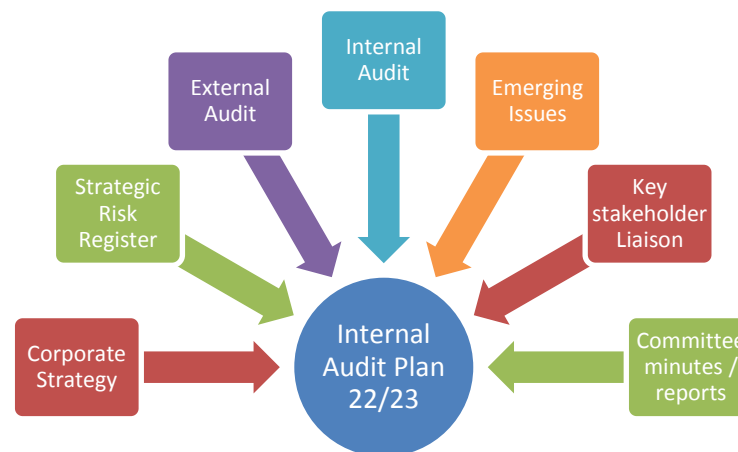 Internal
Audit
External
Audit
Emerging
Issues
Strategic
Risk
Register
Key
stakeholder
Liaison
Corporate
Strategy
Internal
Audit Plan
22/23
Committee
minutes /
reports